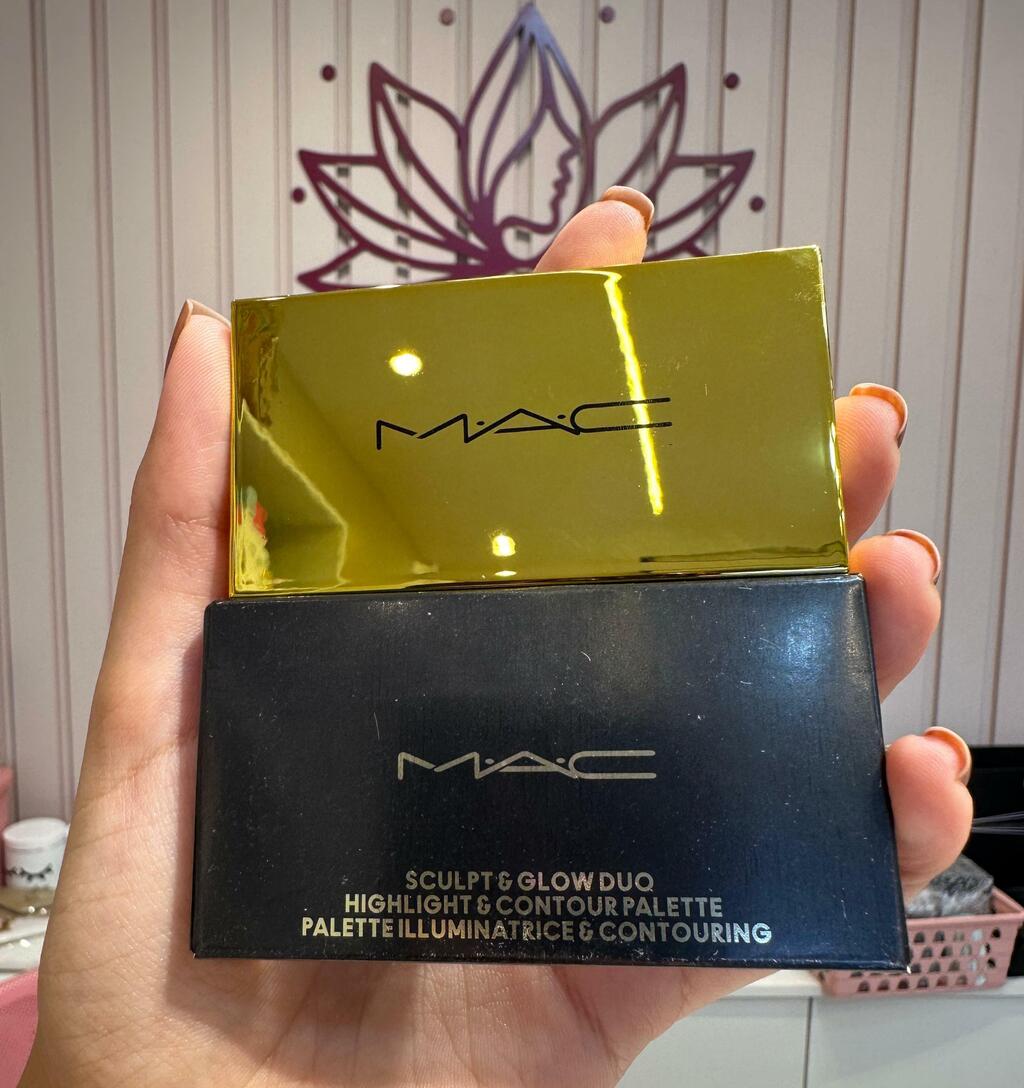 M·A·C
M·A·C
SCULPT & GLOW DUO
HIGHLIGHT & CONTOUR PALETTE
PALETTE ILLUMINATRICE & CONTOURING